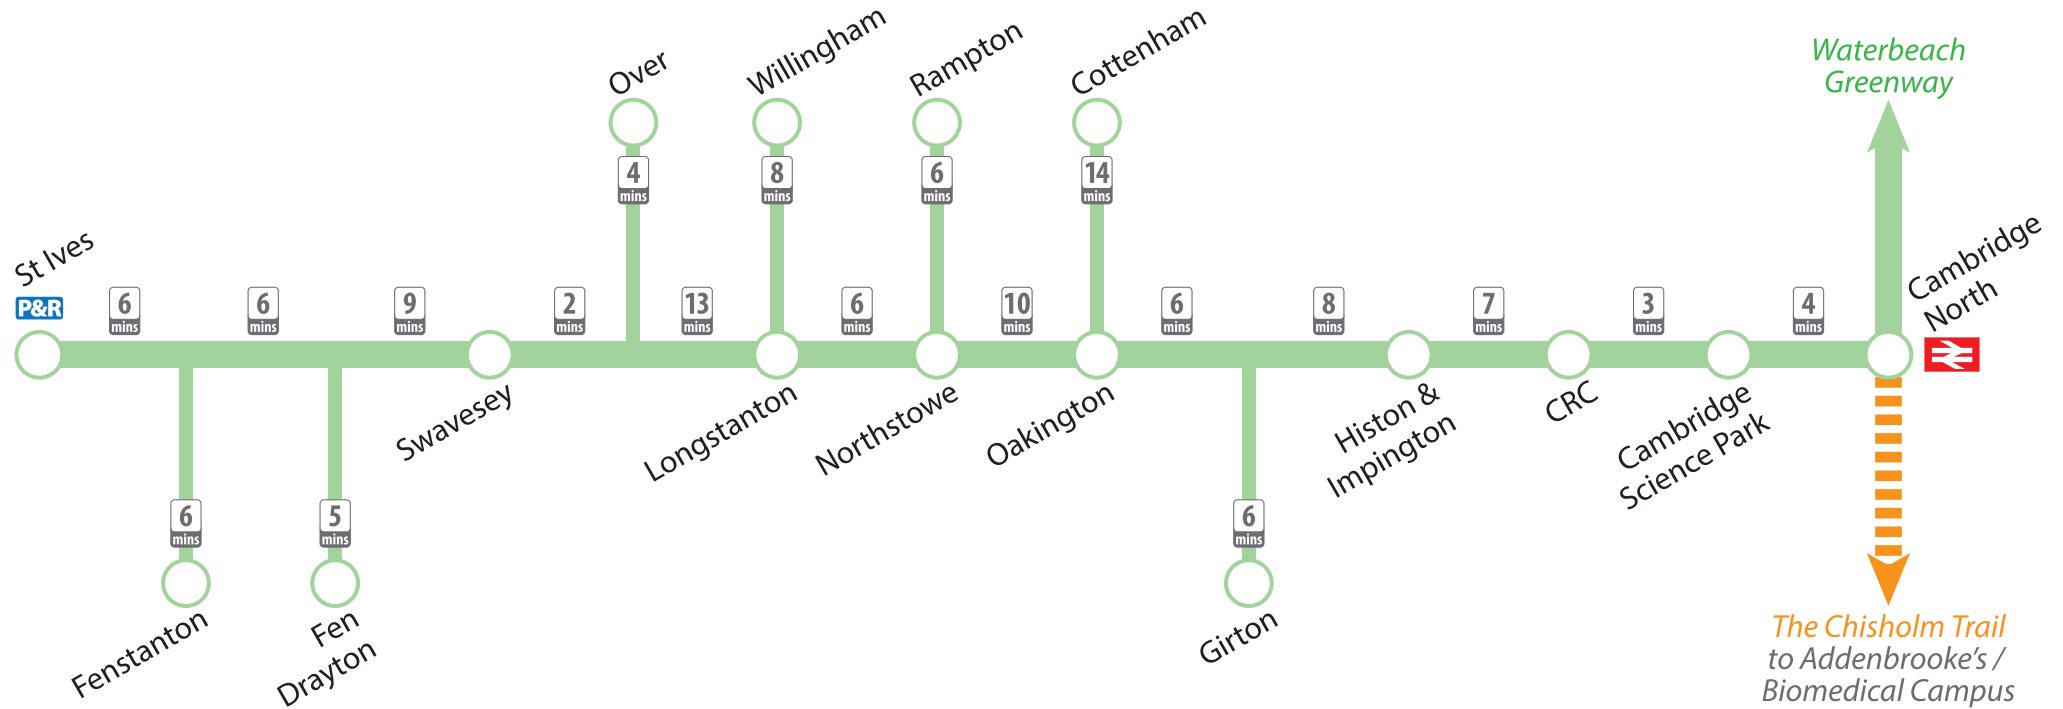 Over
Willingham
Rampton
Cottenham
Waterbeach
Greenway
4
mins
8
mins
6
mins
14
mins
St Ives
P&R
6
mins
6
mins
9
mins
2
mins
13
mins
6
mins
10
mins
6
mins
8
mins
7
mins
3
mins
4
mins
Cambridge
North
Swavesey
Longstanton
Northstowe
Oakington
Histon &
Impington
CRC
Cambridge
Science Park
6
mins
5
mins
6
mins
Fenstanton
Fen
Drayton
Girton
The Chisholm Trail
to Addenbrooke's /
Biomedical Campus